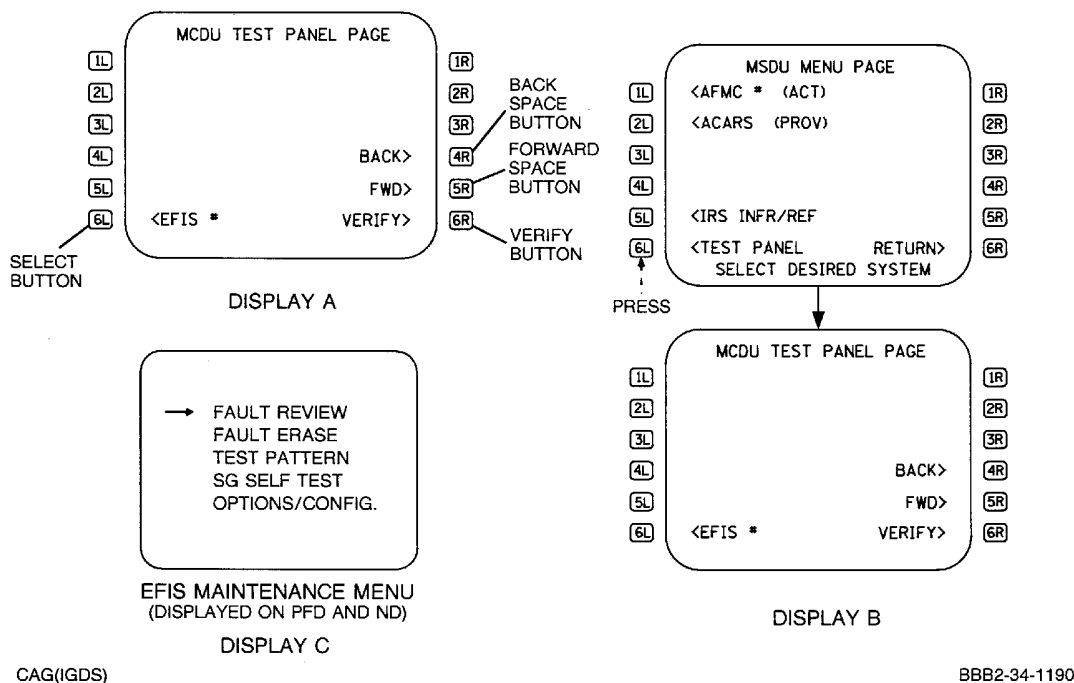 MCDU TEST PANEL PAGE
1L
1R
2L
2R
3L
3R
4L
BACK>
4R
5L
FWD>
5R
6L
<EFIS *
VERIFY>
6R
BACK
SPACE
BUTTON
FORWARD
SPACE
BUTTON
VERIFY
BUTTON
SELECT
BUTTON
DISPLAY A
MSDU MENU PAGE
1L
<AFMC * (ACT)
1R
2L
<ACARS (PROV)
2R
3L
3R
4L
4R
5L
<IRS INFR/REF
5R
6L
<TEST PANEL RETURN>
6R
SELECT DESIRED SYSTEM
PRESS
MCDU TEST PANEL PAGE
1L
1R
2L
2R
3L
3R
4L
BACK>
4R
5L
FWD>
5R
6L
<EFIS *
VERIFY>
6R
DISPLAY B
FAULT REVIEW
FAULT ERASE
TEST PATTERN
SG SELF TEST
OPTIONS/CONFIG.
EFIS MAINTENANCE MENU
(DISPLAYED ON PFD AND ND)
DISPLAY C
CAG(IGDS)
BBB2-34-1190